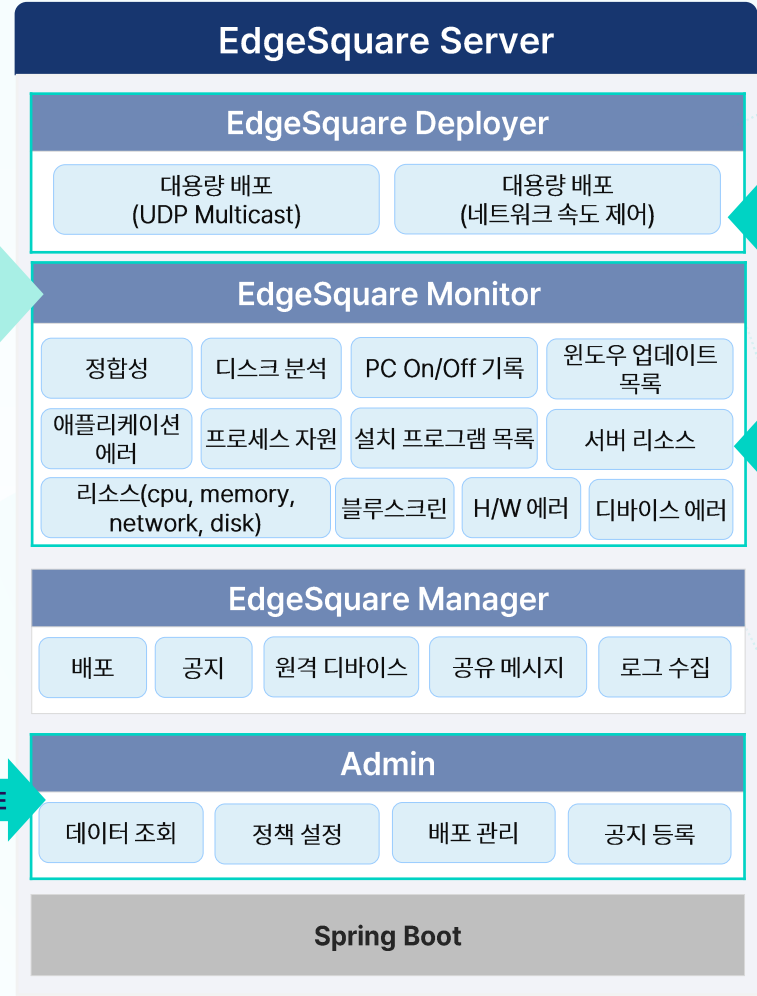 EdgeSquare Server
EdgeSquare Deployer
대용량 배포
(UDP Multicast)
대용량 배포
(네트워크 속도 제어)
EdgeSquare Monitor
정합성
디스크 분석
PC On/Off 기록
윈도우 업데이트
목록
애플리케이션
에러
프로세스 자원
설치 프로그램 목록
서버 리소스
리소스(cpu, memory,
network, disk)
블루스크린
H/W 에러
디바이스 에러
EdgeSquare Manager
배포
공지
원격 디바이스
공유 메시지
로그 수집
Admin
데이터 조회
정책 설정
배포 관리
공지 등록
Spring Boot